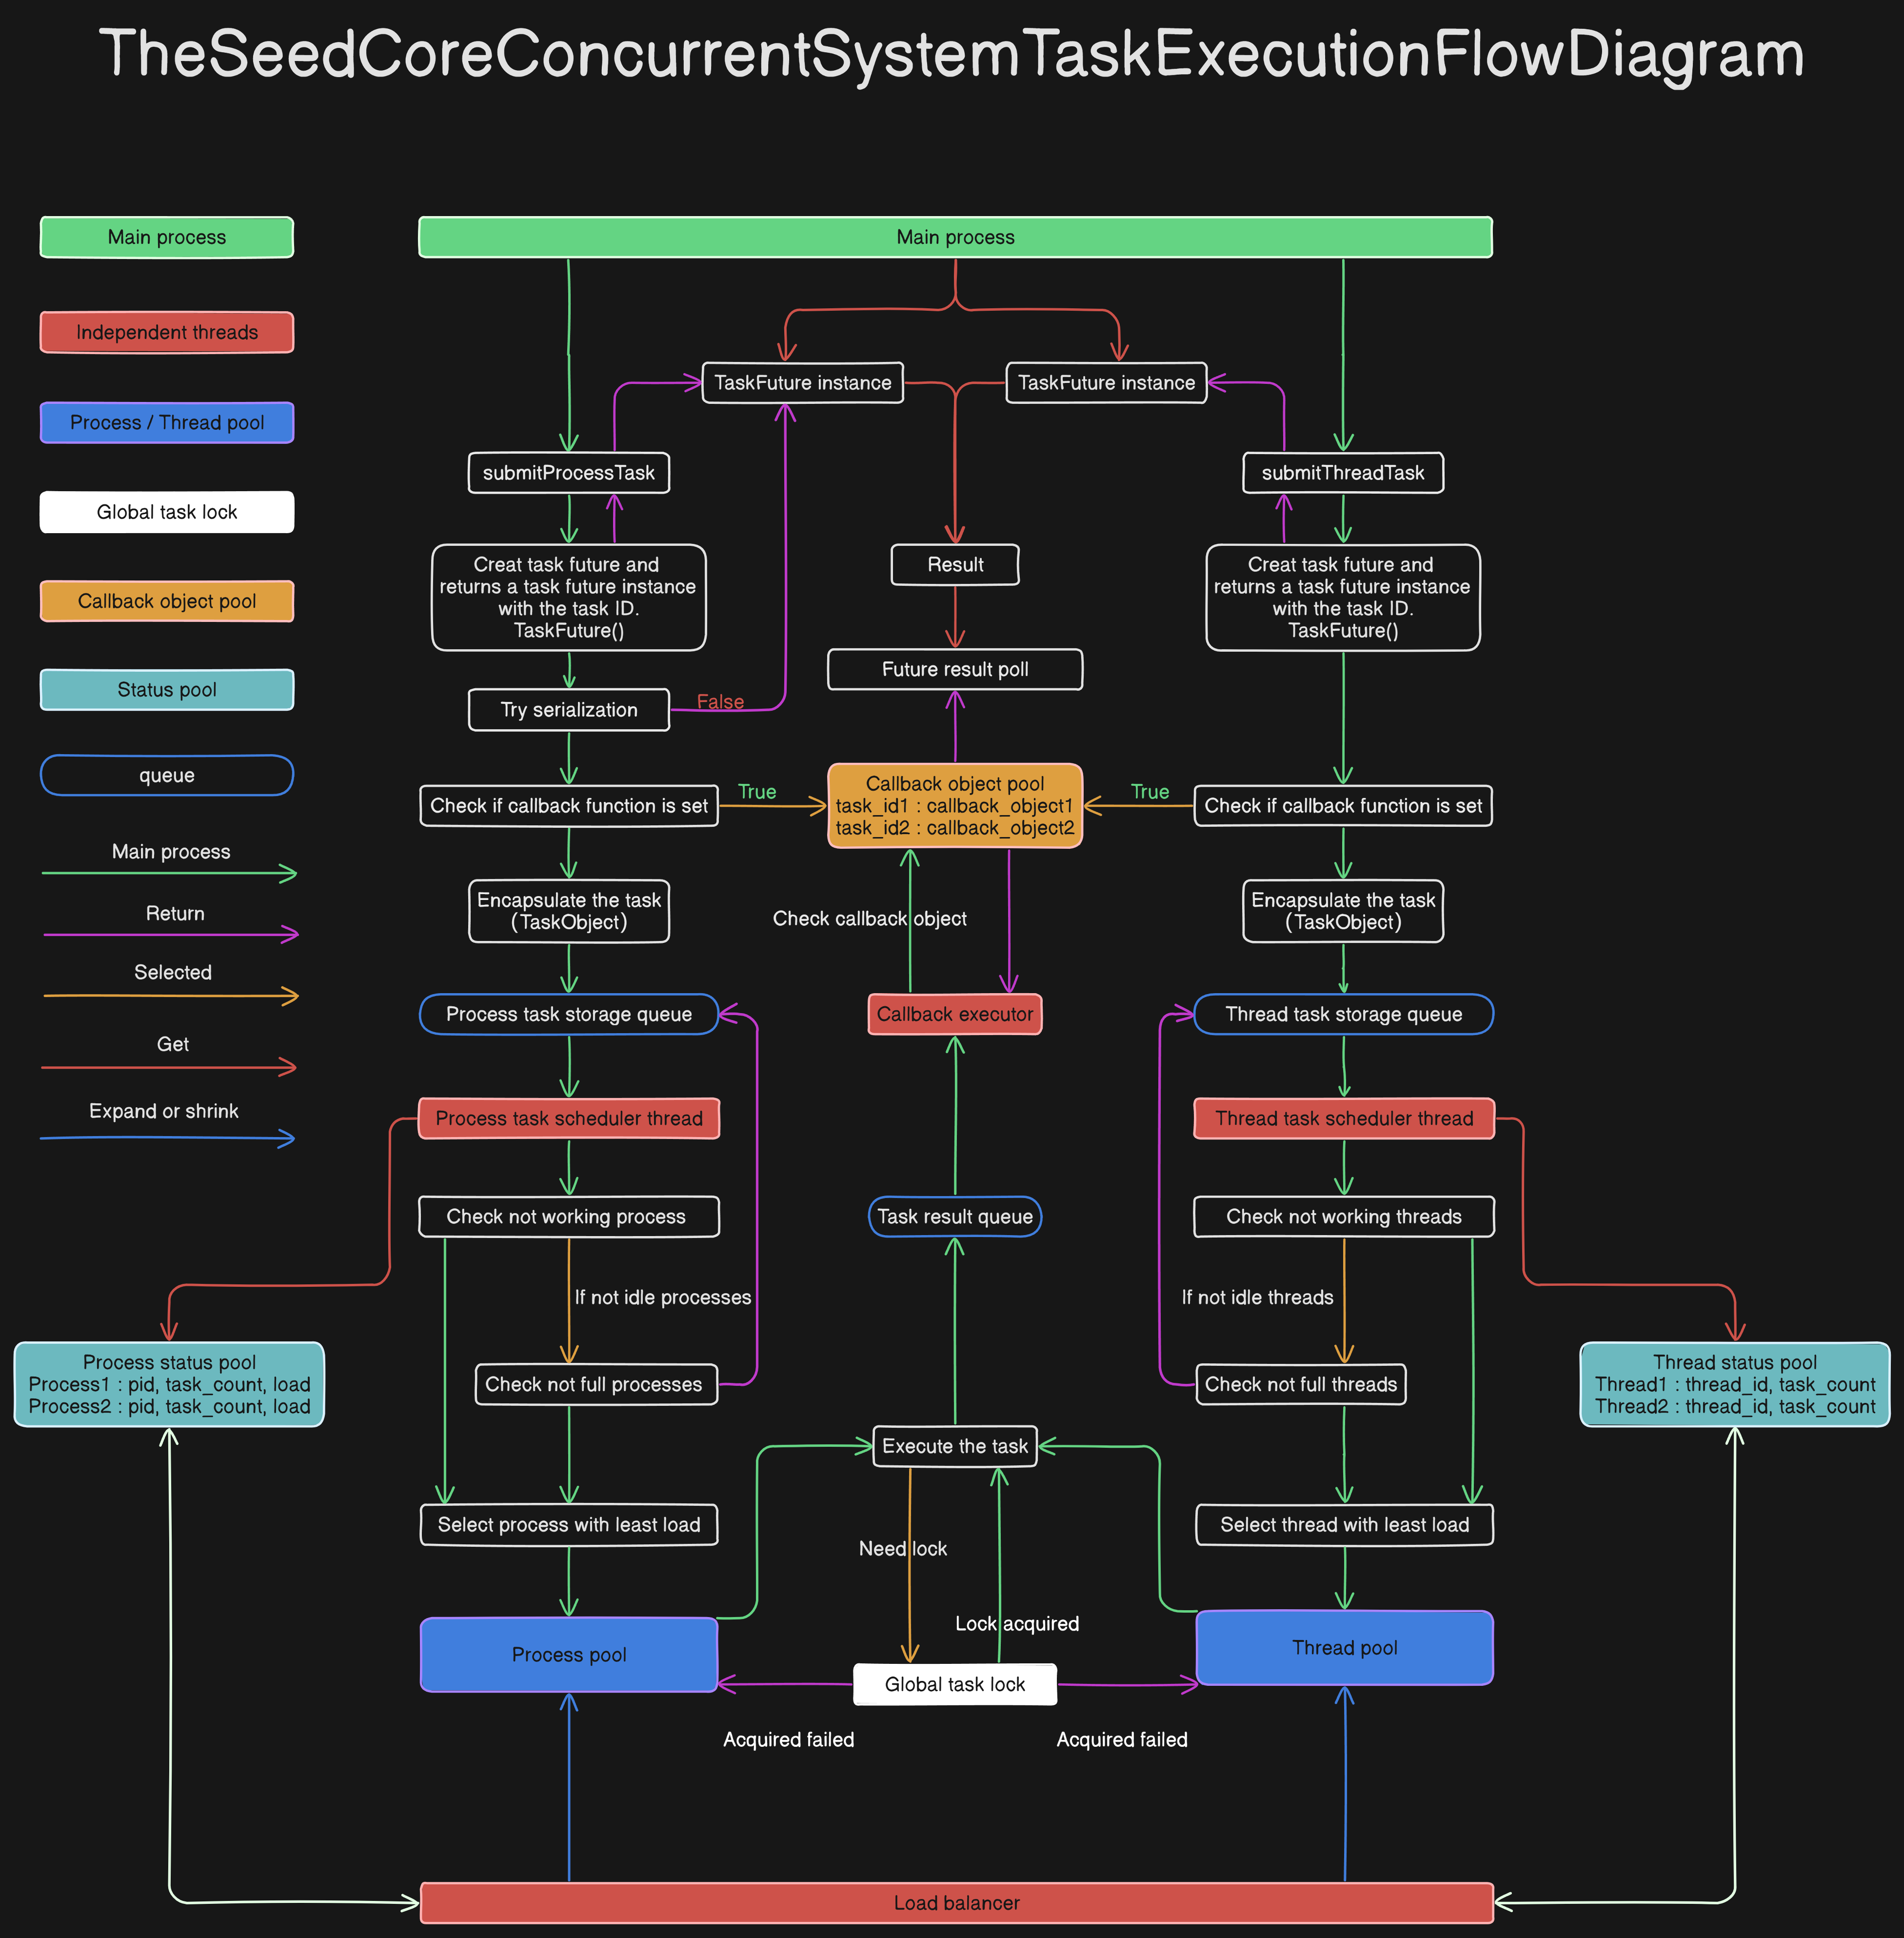 TheSeedCoreConcurrentSystemTaskExecutionFlowDiagram
Main process
Independent threads
Process / Thread pool
Global task lock
Callback object pool
Status pool
queue
Main process
Return
Selected
Get
Expand or shrink
Main process
TaskFuture instance
TaskFuture instance
submitProcessTask
submitThreadTask
Creat task future and
returns a task future instance
with the task ID.
TaskFuture()
Result
Creat task future and
returns a task future instance
with the task ID.
TaskFuture()
Future result poll
Try serialization
False
Check if callback function is set
True
Callback object pool
task_id1 : callback_object1
task_id2 : callback_object2
True
Check if callback function is set
Encapsulate the task
(TaskObject)
Check callback object
Encapsulate the task
(TaskObject)
Process task storage queue
Callback executor
Thread task storage queue
Process task scheduler thread
Thread task scheduler thread
Check not working process
Task result queue
Check not working threads
If not idle processes
If not idle threads
Process status pool
Process1 : pid, task_count, load
Process2 : pid, task_count, load
Check not full processes
Check not full threads
Thread status pool
Thread1 : thread_id, task_count
Thread2 : thread_id, task_count
Execute the task
Select process with least load
Select thread with least load
Need lock
Lock acquired
Process pool
Thread pool
Global task lock
Acquired failed
Acquired failed
Load balancer